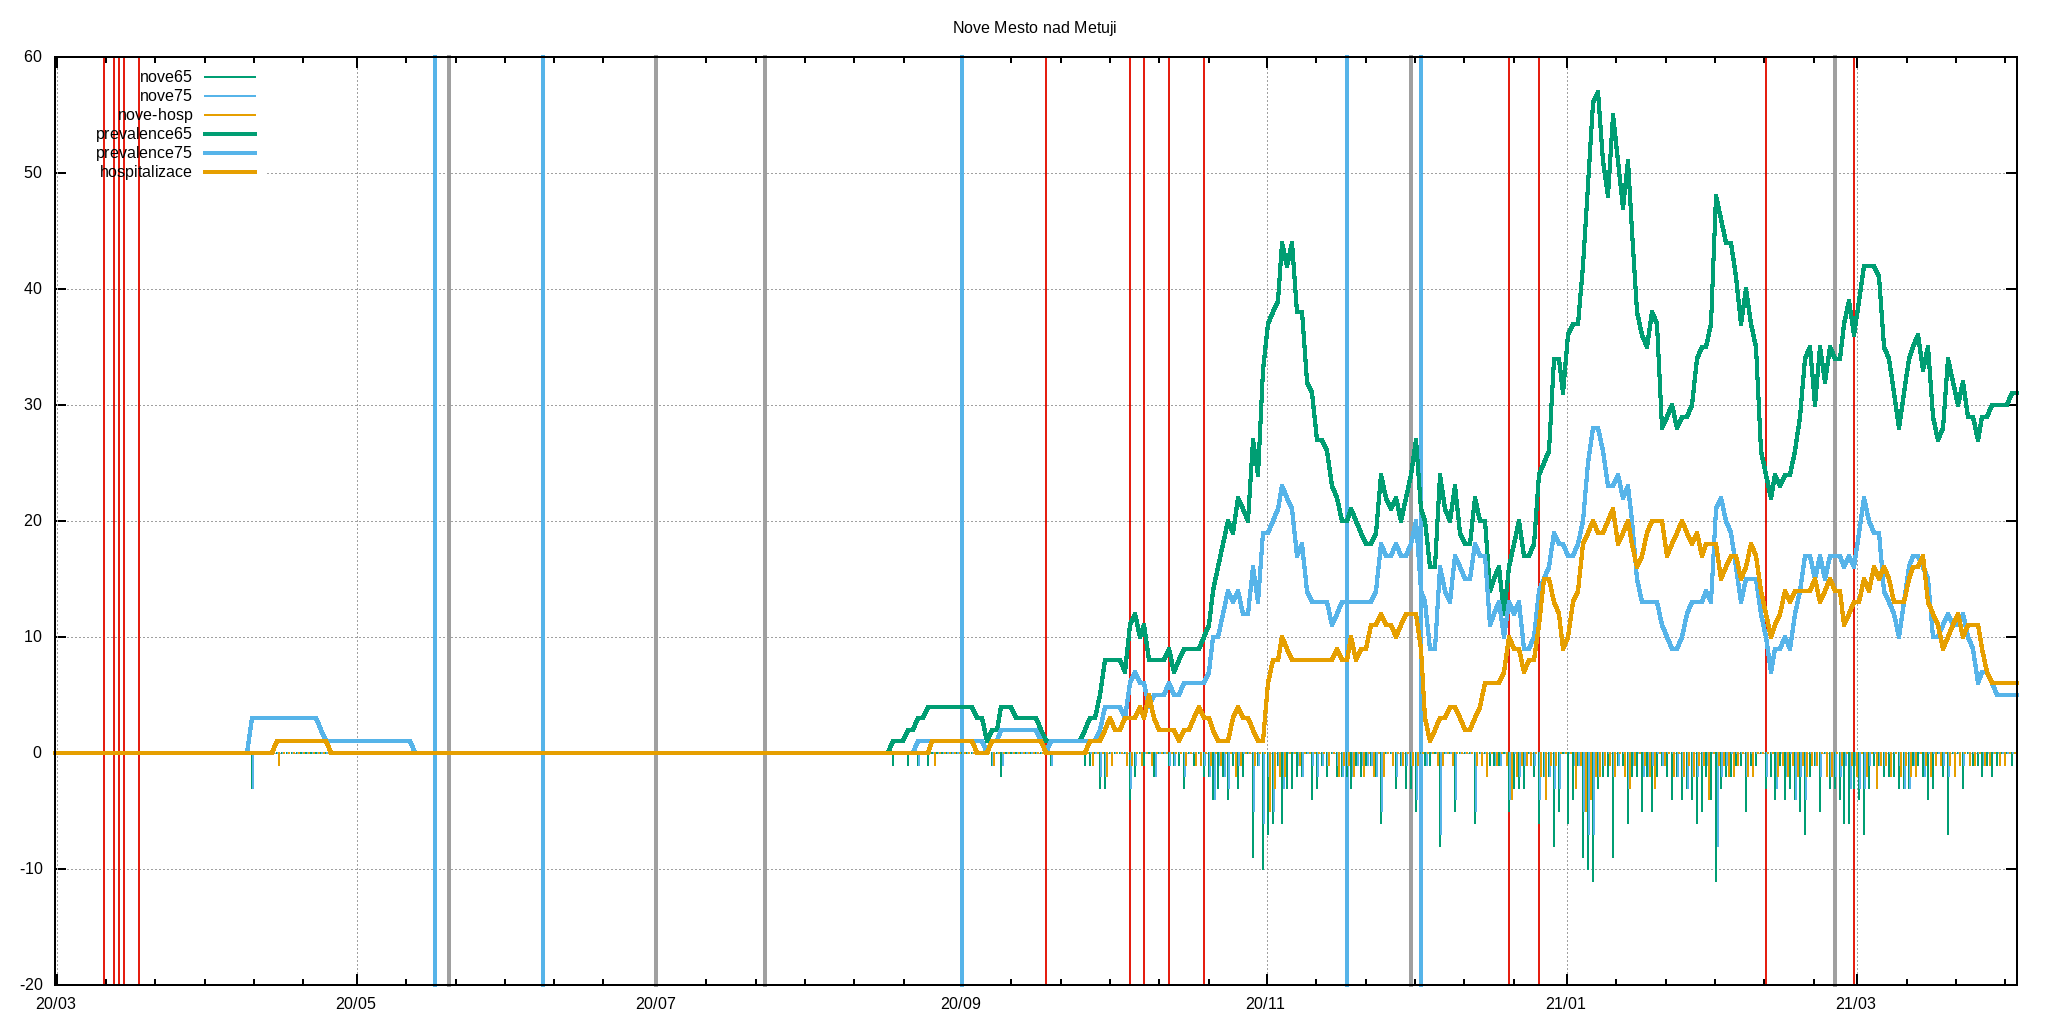 Nove Mesto nad Metuji
60
nove65
nove75
nove-hosp
prevalence65
prevalence75
hospitalizace
50
40
30
20
10
0
-10
-20
20/03 20/05 20/07 20/09 20/11 21/01 21/03